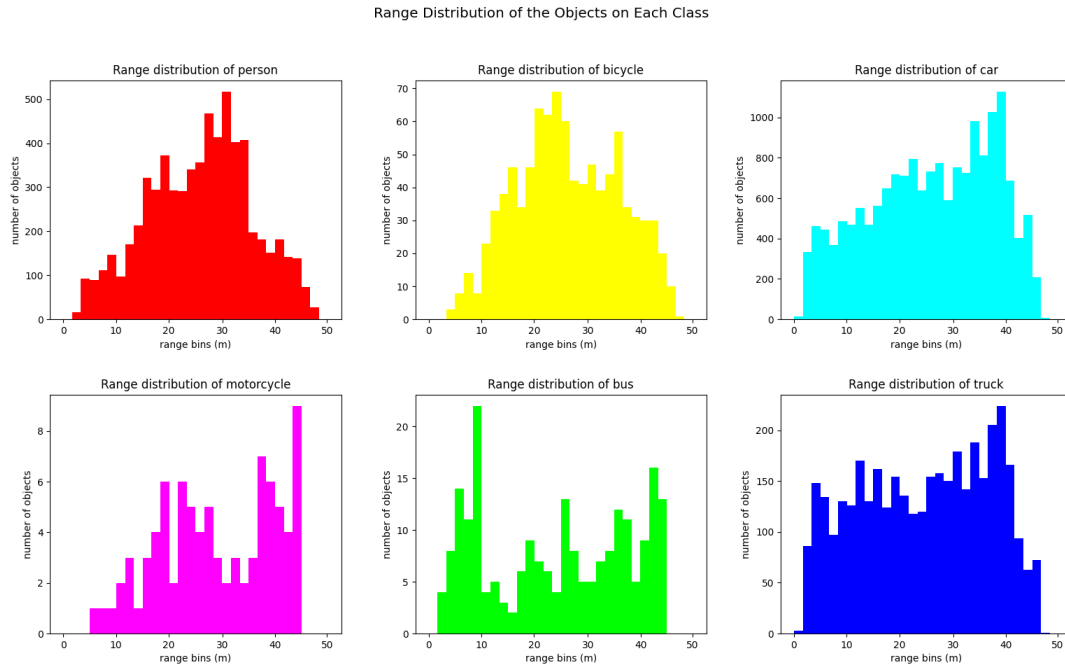 Range Distribution of the Objects on Each Class
Range distribution of person
number of objects
500
400
300
200
100
0
0 10 20 30 40 50
range bins (m)
Range distribution of bicycle
number of objects
70
60
50
40
30
20
10
0
0 10 20 30 40 50
range bins (m)
Range distribution of car
number of objects
1000
800
600
400
200
0
0 10 20 30 40 50
range bins (m)
Range distribution of motorcycle
number of objects
8
6
4
2
0
0 10 20 30 40 50
range bins (m)
Range distribution of bus
number of objects
20
15
10
5
0
0 10 20 30 40 50
range bins (m)
Range distribution of truck
number of objects
200
150
100
50
0
0 10 20 30 40 50
range bins (m)